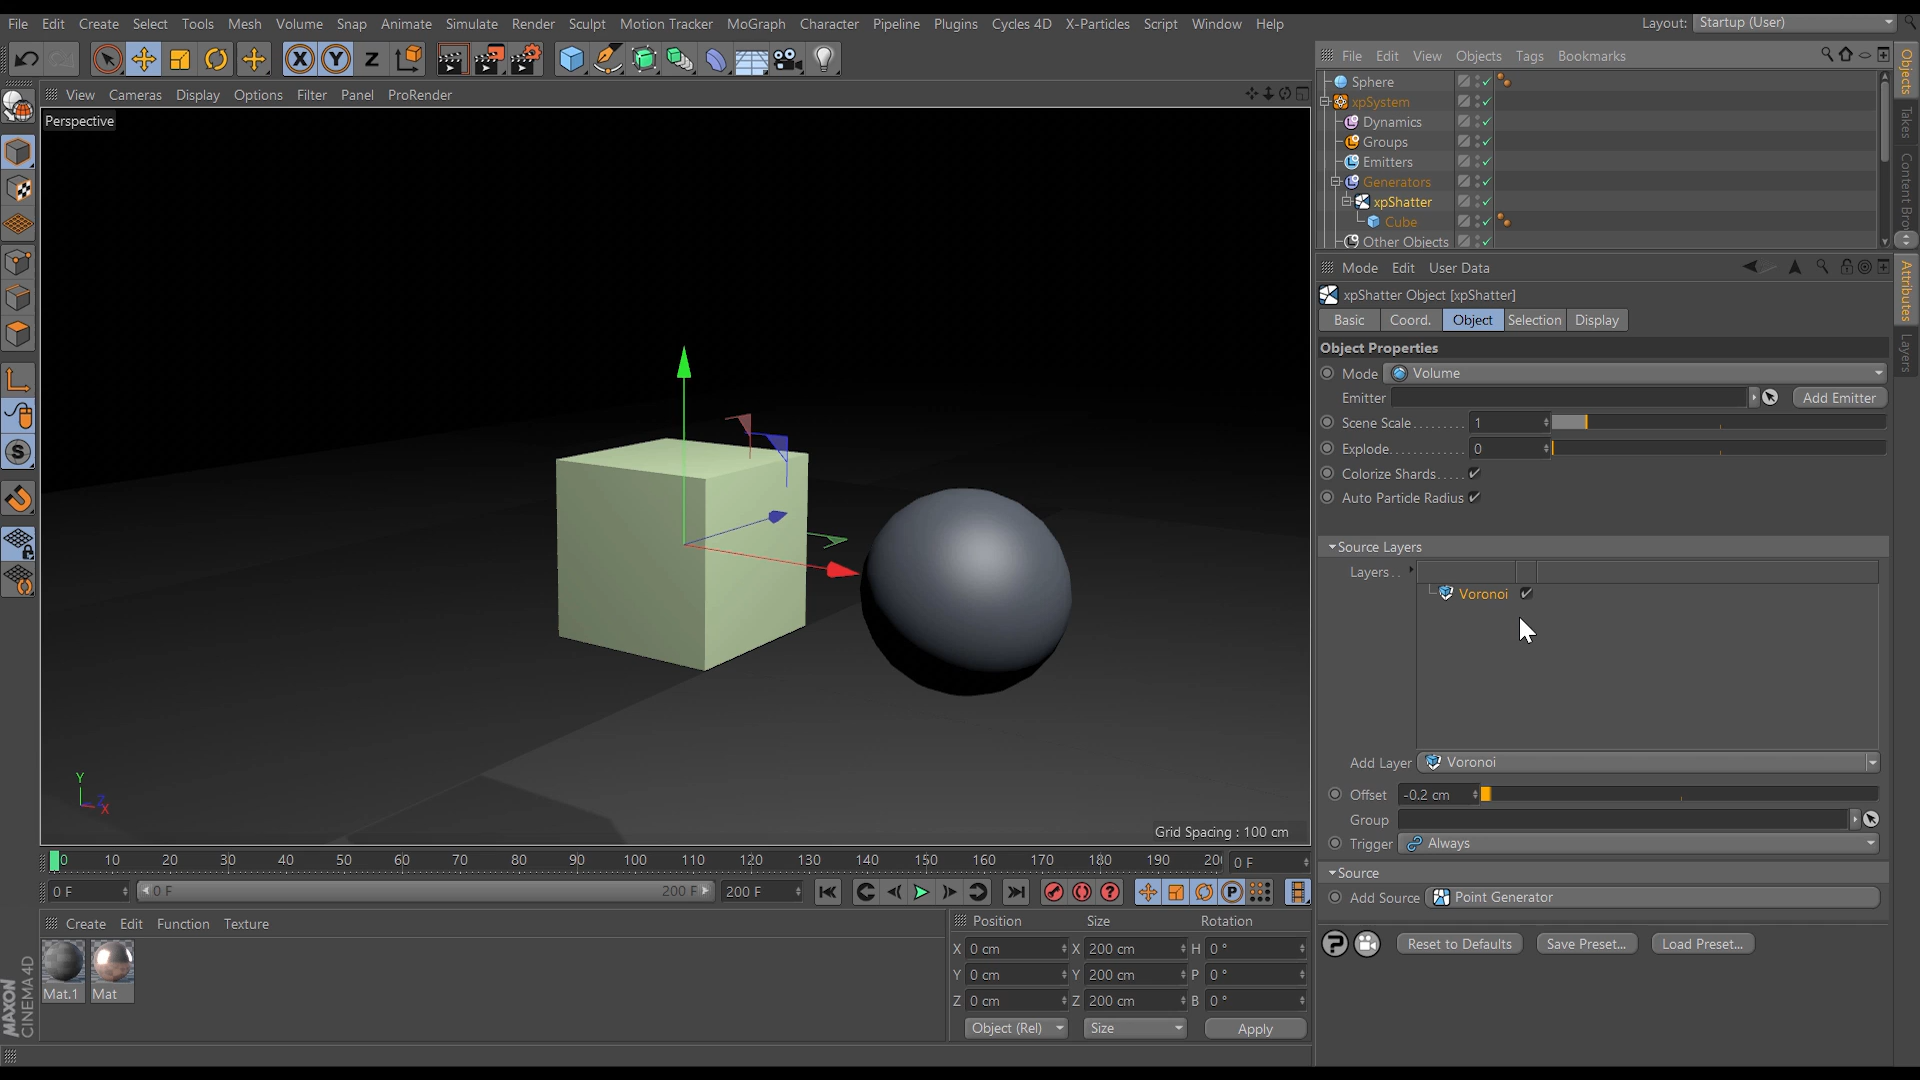 File Edit Create Select Tools Mesh Volume Snap Animate Simulate Render Sculpt Motion Tracker MoGraph Character Pipeline Plugins Cycles 4D X-Particles Script Window Help
Layout: Startup (User)
File Edit View Objects Tags Bookmarks
View Cameras Display Options Filter Panel ProRender
Perspective
Sphere
xpSystem
Dynamics
Groups
Emitters
Generators
xpShatter
Cube
Other Objects
Objects
Takes
Attributes
Layers
Mode Edit User Data
xpShatter Object [xpShatter]
Basic Coord. Object Selection Display
Object Properties
Mode Volume
Emitter Add Emitter
Scene Scale......... 1
Explode............. 0
Colorize Shards.....
Auto Particle Radius
Source Layers
Layers..
Voronoi
Add Layer Voronoi
Offset -0.2 cm
Group
Trigger Always
Source
Add Source Point Generator
Reset to Defaults Save Preset... Load Preset...
Y
Z
X
Grid Spacing : 100 cm
0 10 20 30 40 50 60 70 80 90 100 110 120 130 140 150 160 170 180 190 0 F
0 F 0 F 200 F 200 F
Create Edit Function Texture
Mat.1 Mat
Position Size Rotation
X 0 cm X 200 cm H 0 °
Y 0 cm Y 200 cm P 0 °
Z 0 cm Z 200 cm B 0 °
Object (Rel) Size Apply
MAXON
CINEMA4D